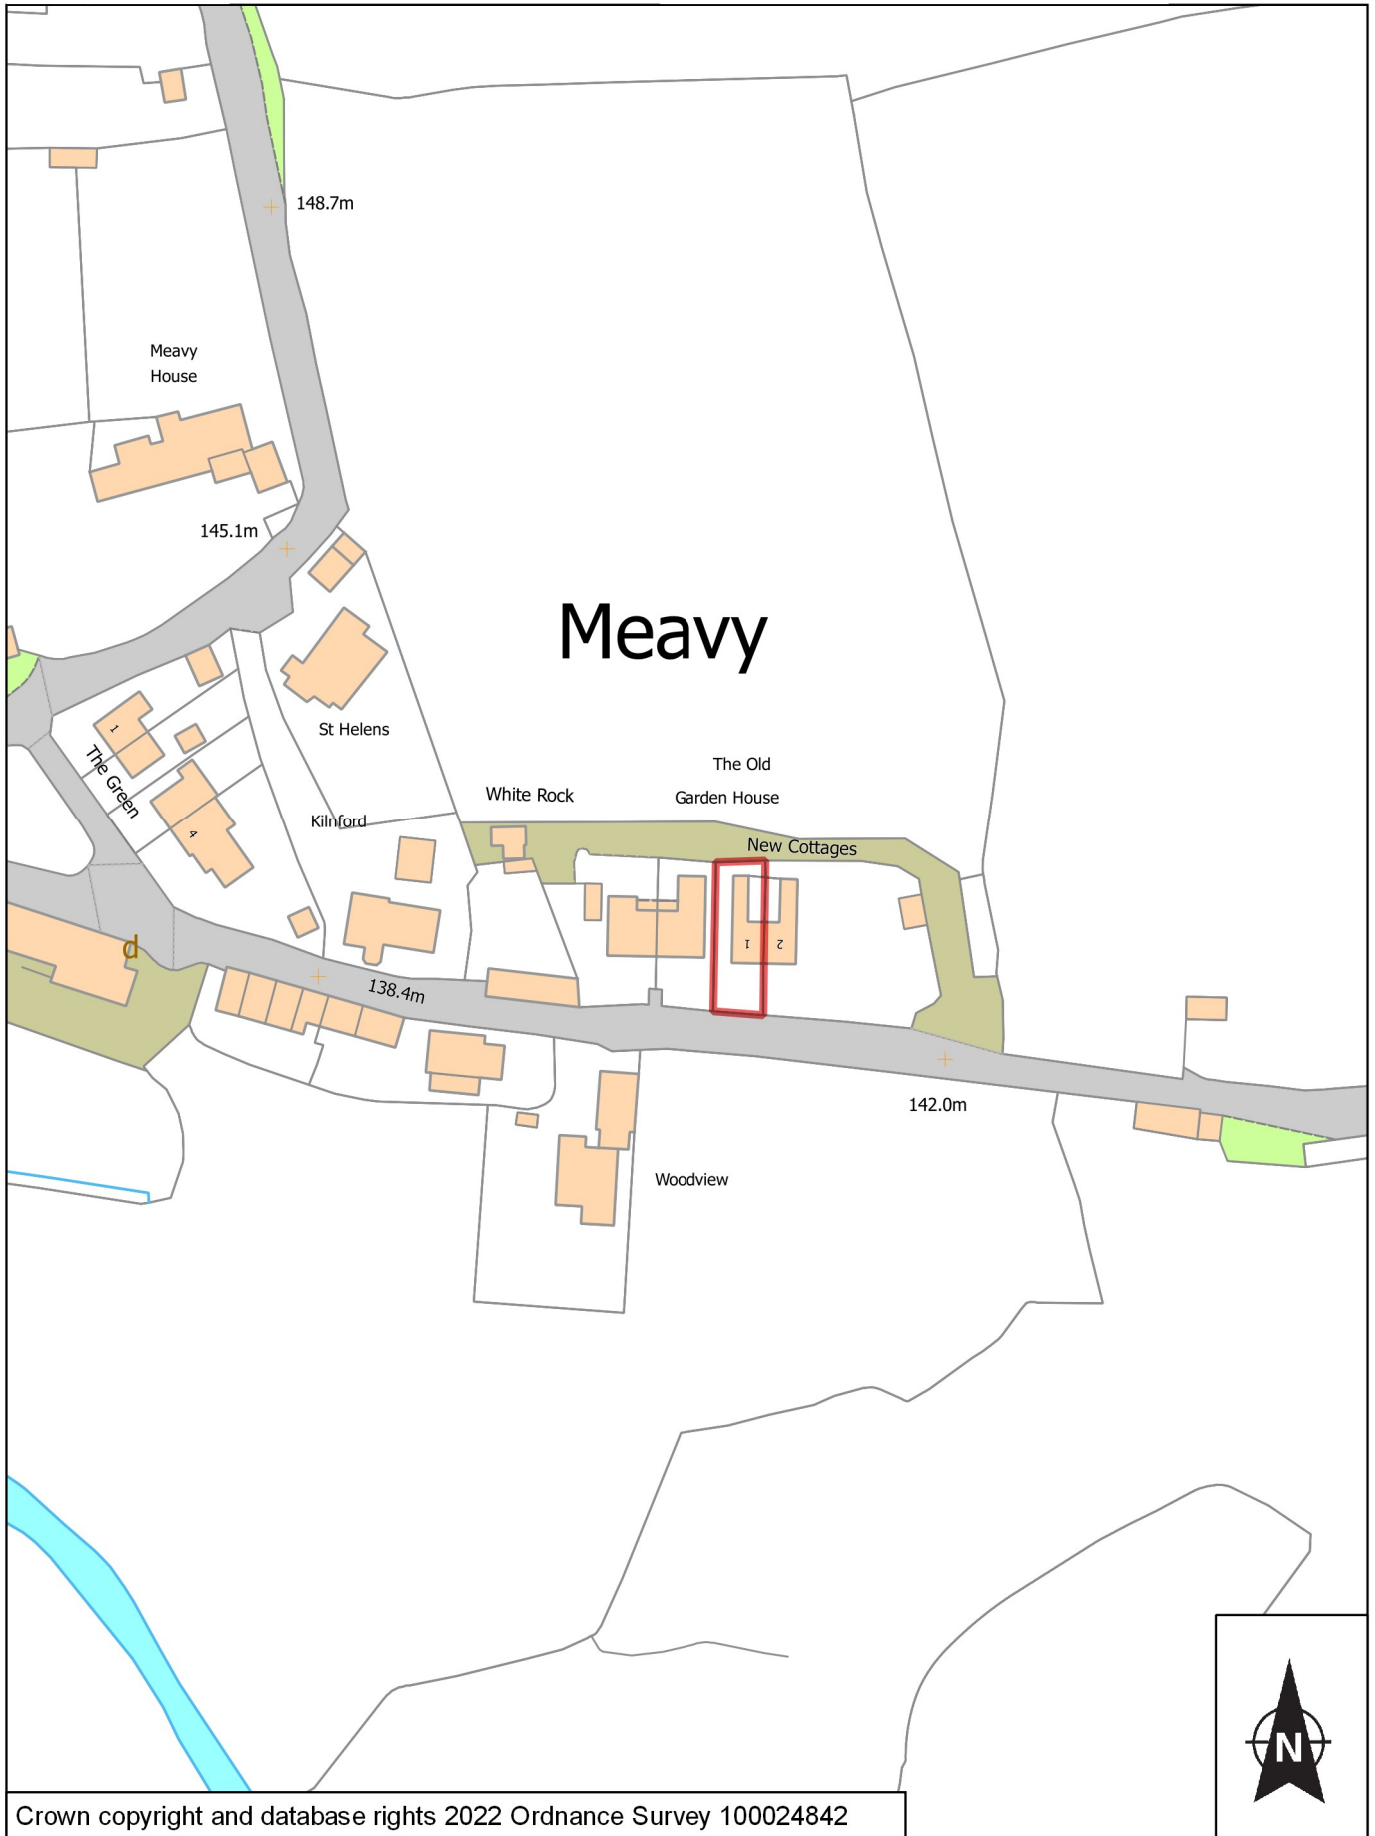 148.7m
Meavy
House
145.1m
Meavy
1
St Helens
The Green
The Old
White Rock
Garden House
Kilnford
4
New Cottages
d
1
2
138.4m
142.0m
Woodview
N
Crown copyright and database rights 2022 Ordnance Survey 100024842